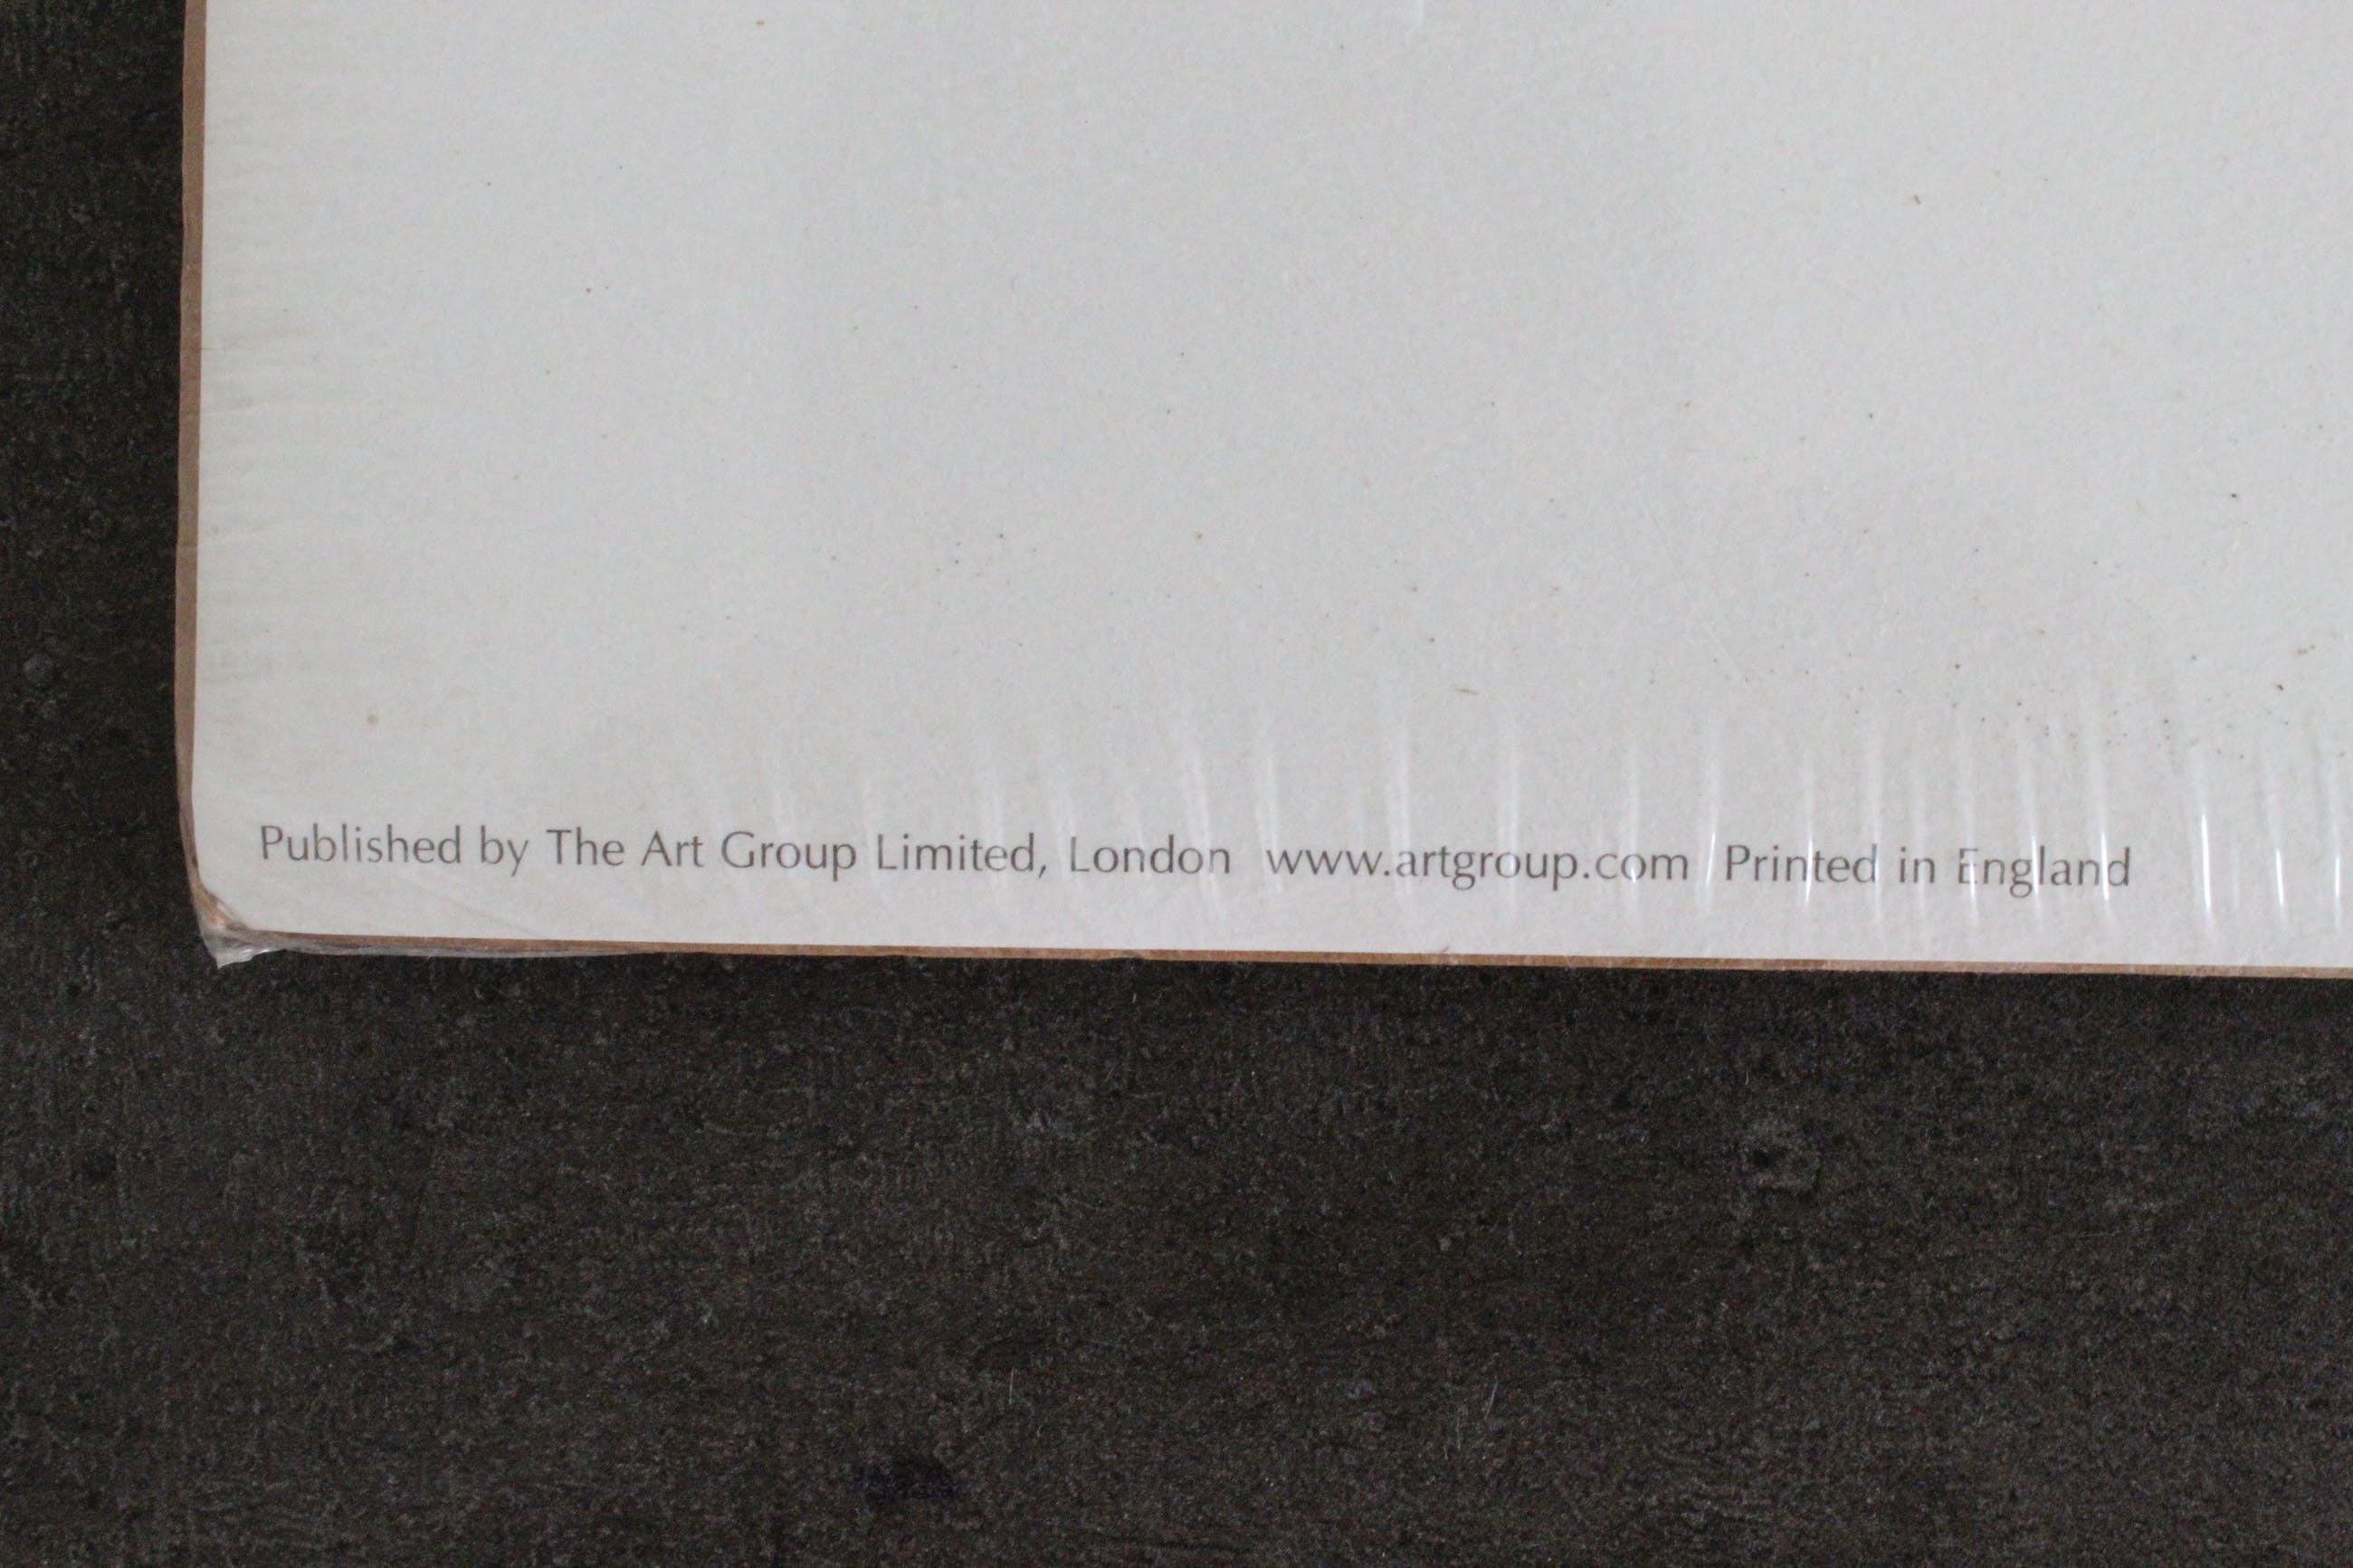 Published by The Art Group Limited, London www.artgroup.com Printed in England